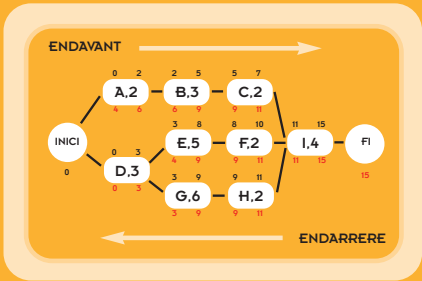 ENDAVANT
0 2 2 5 5 7
A,2 B,3 C,2
4 6 6 9 9 11
3 8 8 10 11 15
INICI E,5 F,2 I,4 FI
0 4 9 9 11 11 15 15
0 3
D,3
0 3
3 9 9 11
G,6 H,2
3 9 9 11
ENDARRERE